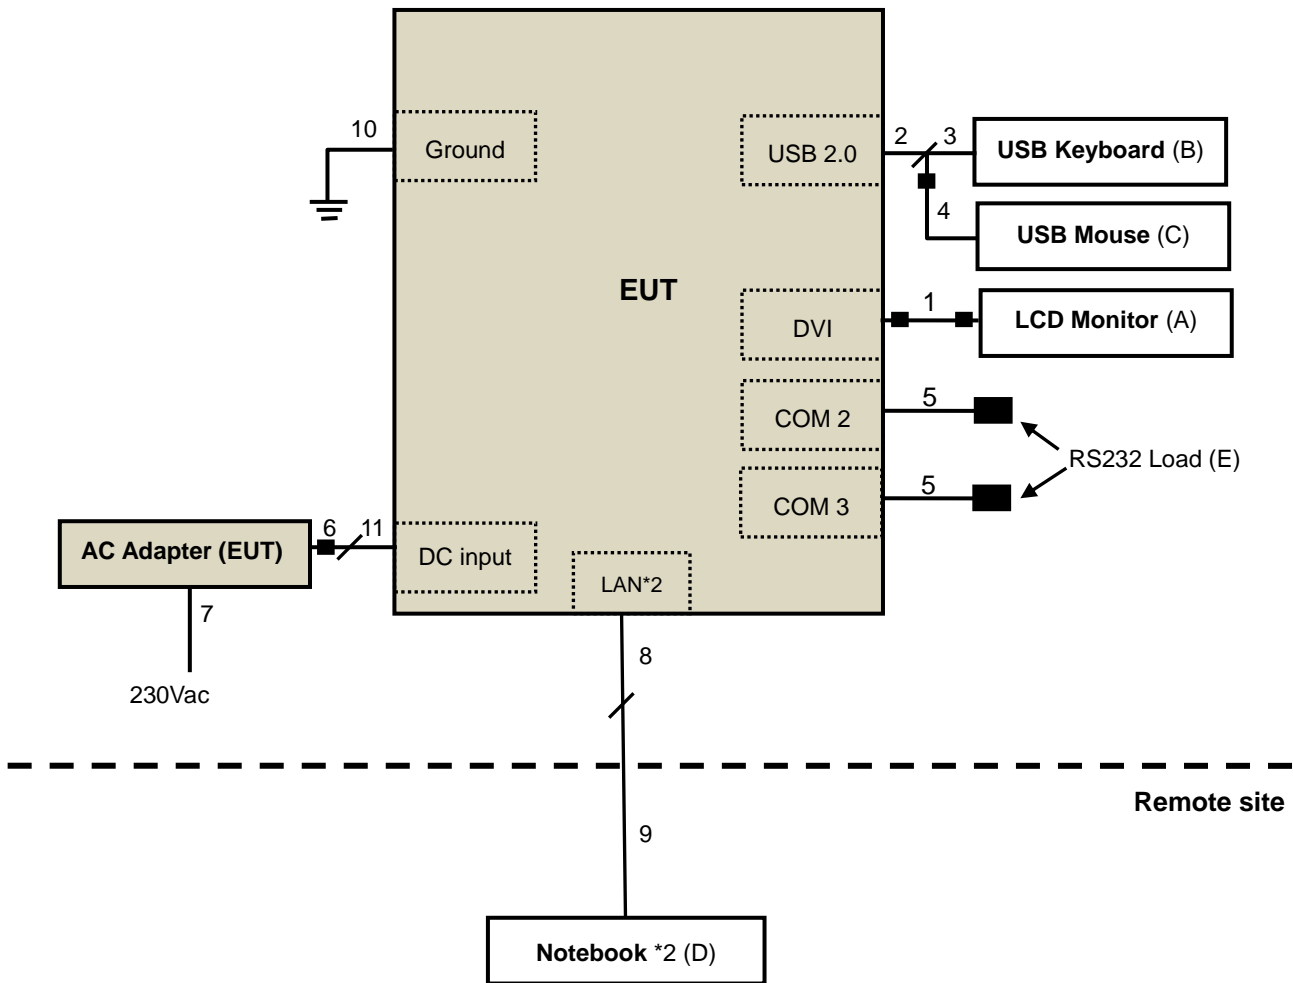 10
Ground
USB 2.0
2
3
USB Keyboard (B)
4
USB Mouse (C)
EUT
DVI
1
LCD Monitor (A)
COM 2
5
RS232 Load (E)
COM 3
5
AC Adapter (EUT)
6
11
DC input
LAN*2
7
230Vac
8
Remote site
9
Notebook *2 (D)